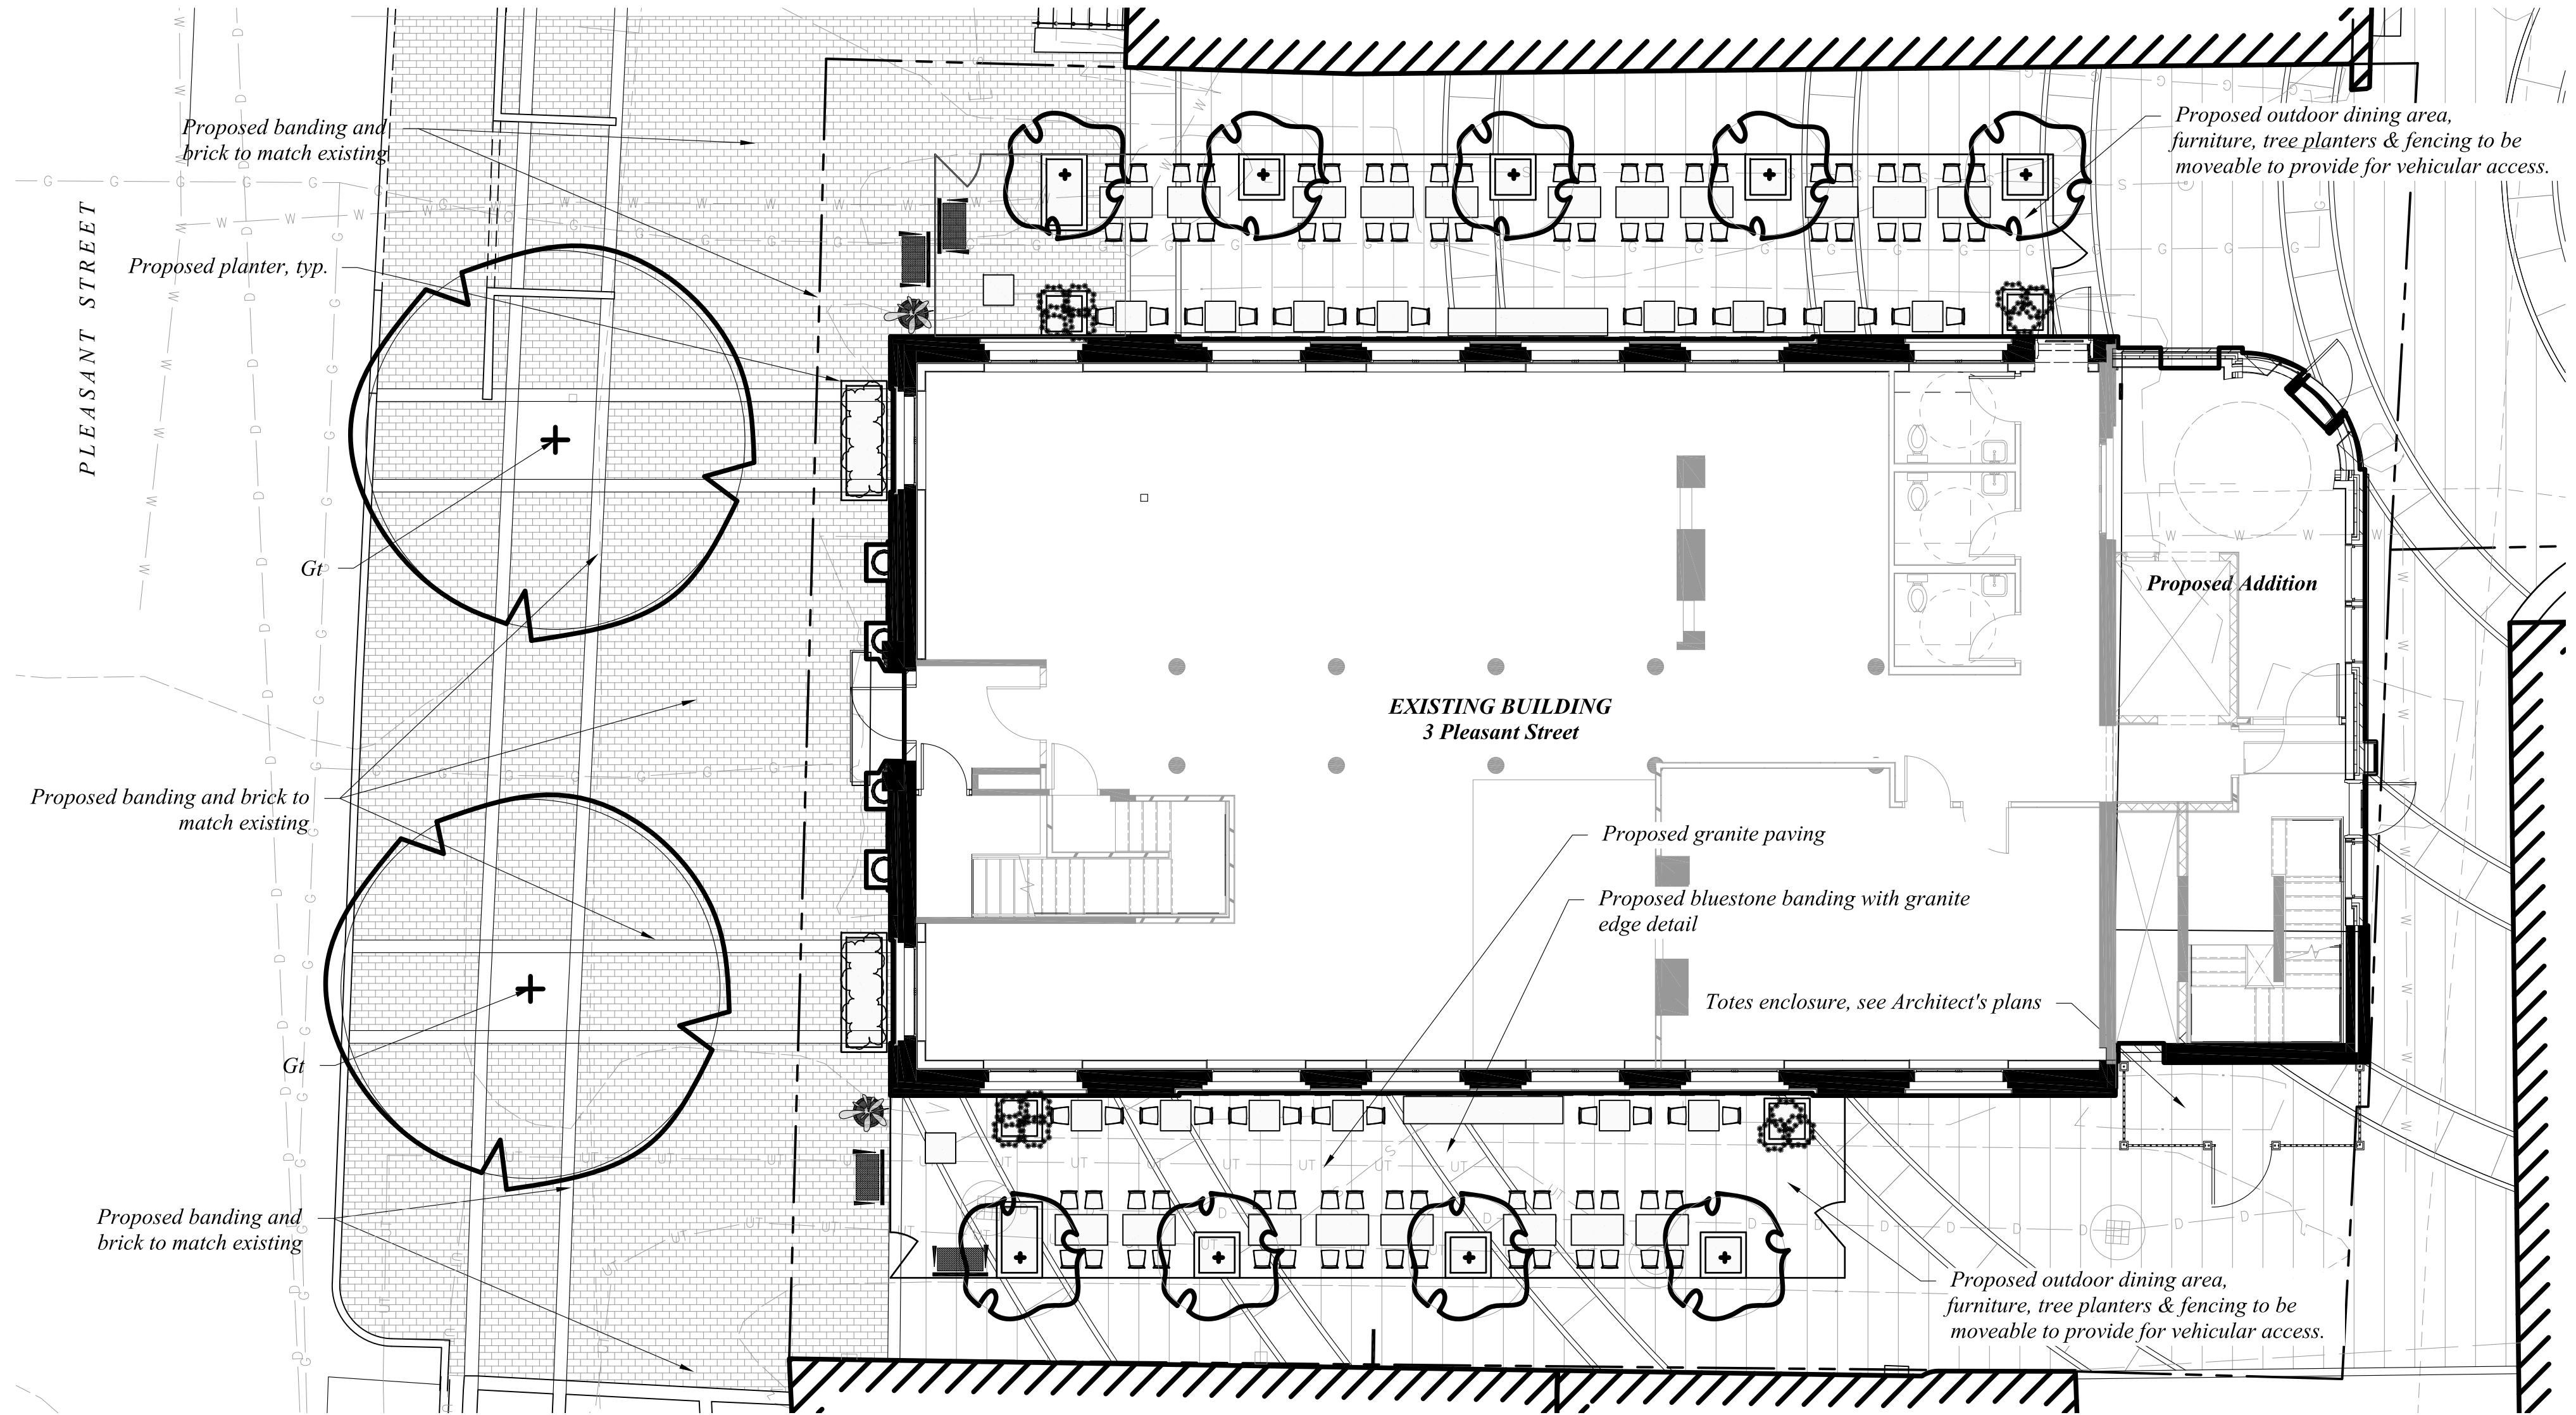 Proposed banding and
brick to match existing
Proposed outdoor dining area,
furniture, tree planters & fencing to be
moveable to provide for vehicular access.
PLEASANT STREET
Proposed planter, typ.
Gt
Proposed Addition
EXISTING BUILDING
3 Pleasant Street
Proposed banding and brick to
match existing
Proposed granite paving
Proposed bluestone banding with granite
edge detail
Totes enclosure, see Architect's plans
Gt
Proposed banding and
brick to match existing
Proposed outdoor dining area,
furniture, tree planters & fencing to be
moveable to provide for vehicular access.